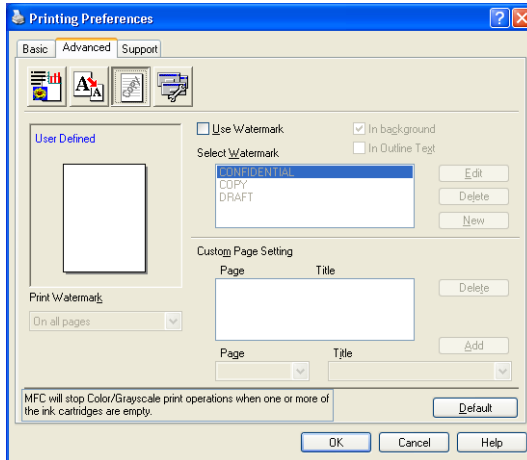 Printing Preferences
Basic
Advanced
Support
User Defined
Use Watermark
In background
In Outline Text
Select Watermark
CONFIDENTIAL
COPY
DRAFT
Edit
Delete
New
Custom Page Setting
Page
Title
Delete
Print Watermark
On all pages
Add
Page
Title
MFC will stop Color/Grayscale print operations when one or more of
the ink cartridges are empty.
Default
OK
Cancel
Help